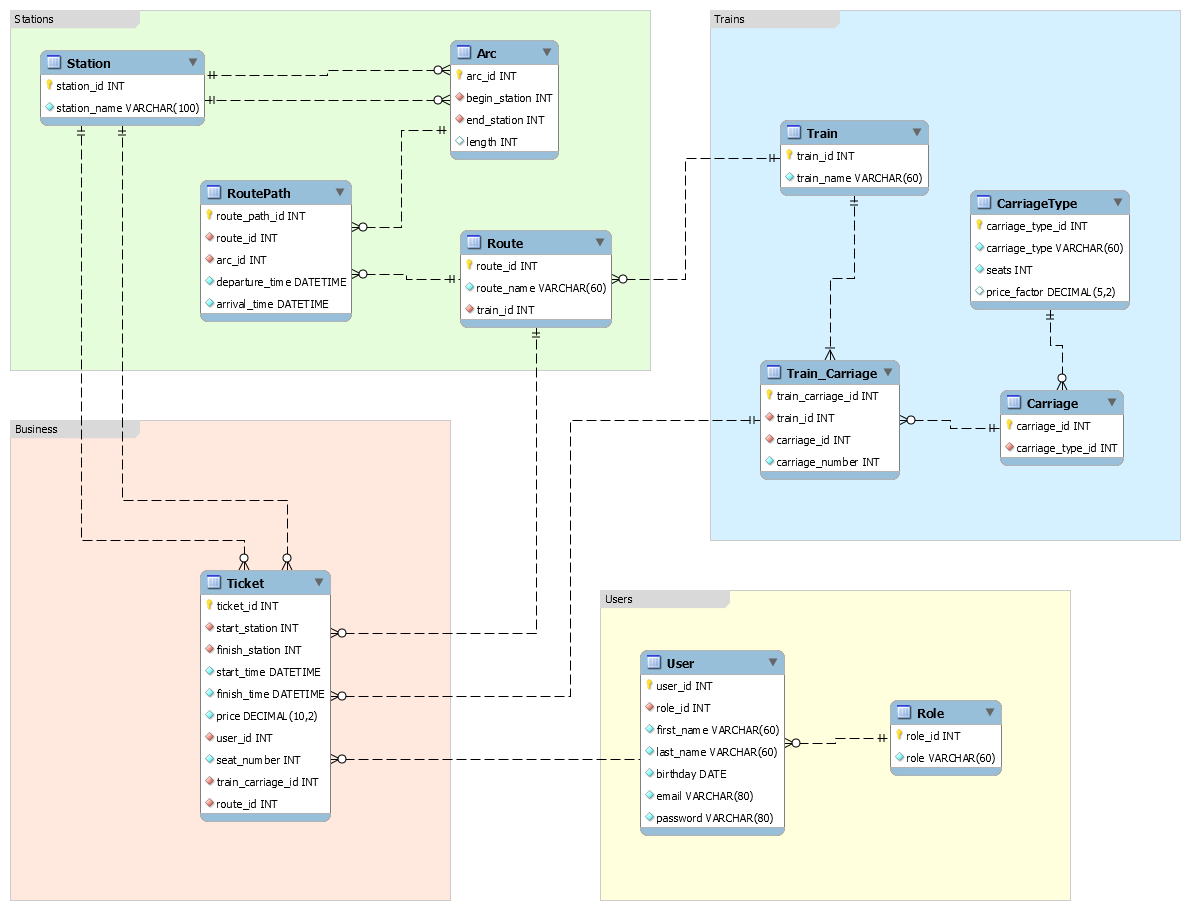 Stations
Station
station_id INT
station_name VARCHAR(100)
Arc
arc_id INT
begin_station INT
end_station INT
length INT
RoutePath
route_path_id INT
route_id INT
arc_id INT
departure_time DATETIME
arrival_time DATETIME
Route
route_id INT
route_name VARCHAR(60)
train_id INT
Trains
Train
train_id INT
train_name VARCHAR(60)
CarriageType
carriage_type_id INT
carriage_type VARCHAR(60)
seats INT
price_factor DECIMAL(5,2)
Train_Carriage
train_carriage_id INT
train_id INT
carriage_id INT
carriage_number INT
Carriage
carriage_id INT
carriage_type_id INT
Business
Ticket
ticket_id INT
start_station INT
finish_station INT
start_time DATETIME
finish_time DATETIME
price DECIMAL(10,2)
user_id INT
seat_number INT
train_carriage_id INT
route_id INT
Users
User
user_id INT
role_id INT
first_name VARCHAR(60)
last_name VARCHAR(60)
birthday DATE
email VARCHAR(80)
password VARCHAR(80)
Role
role_id INT
role VARCHAR(60)